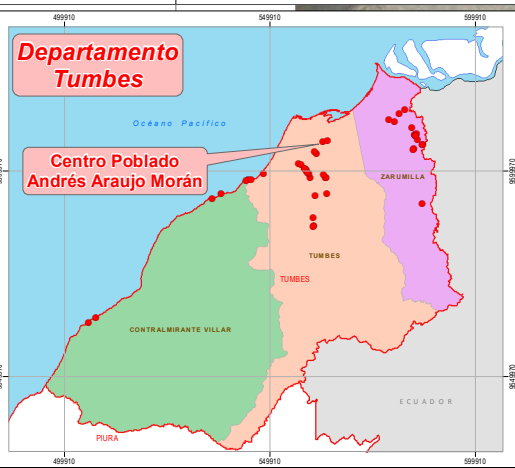 499910 549910 599910
Departamento
Tumbes
Océano Pacífico
Centro Poblado
Andrés Araujo Morán
ZARUMILLA
TUMBES
TUMBES
CONTRALMIRANTE VILLAR
ECUADOR
PIURA
499910 549910 599910